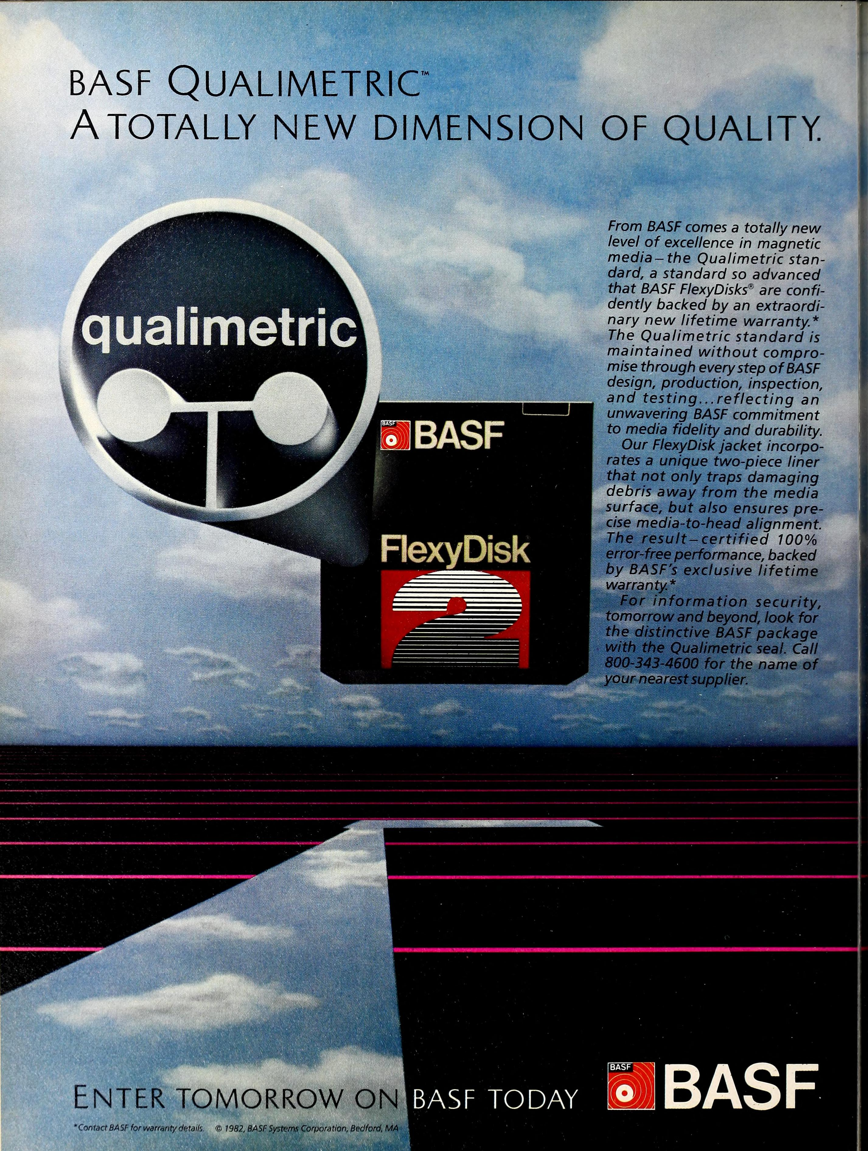 BASF QUALIMETRIC™
A TOTALLY NEW DIMENSION OF QUALITY.
qualimetric
BASF
BASF
FlexyDisk
2
From BASF comes a totally new
level of excellence in magnetic
media—the Qualimetric stan-
dard, a standard so advanced
that BASF FlexyDisks® are confi-
dently backed by an extraordi-
nary new lifetime warranty.*
The Qualimetric standard is
maintained without compro-
mise through every step of BASF
design, production, inspection,
and testing...reflecting an
unwavering BASF commitment
to media fidelity and durability.
Our FlexyDisk jacket incorpo-
rates a unique two-piece liner
that not only traps damaging
debris away from the media
surface, but also ensures pre-
cise media-to-head alignment.
The result—certified 100%
error-free performance, backed
by BASF's exclusive lifetime
warranty.*
For information security,
tomorrow and beyond, look for
the distinctive BASF package
with the Qualimetric seal. Call
800-343-4600 for the name of
your nearest supplier.
ENTER TOMORROW ON BASF TODAY
BASF
BASF
*Contact BASF for warranty details. © 1982, BASF Systems Corporation, Bedford, MA